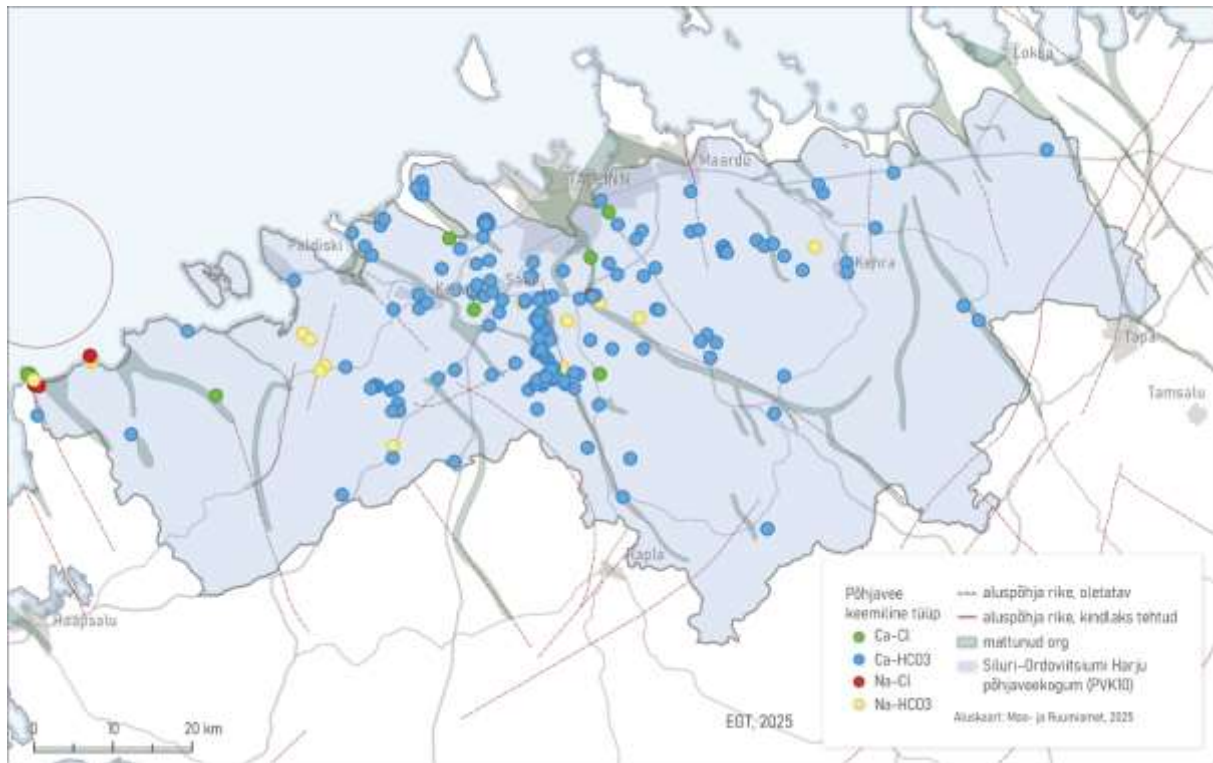 Loksa
Maardu
TALLINN
Paldiski
Kehra
Saku
Keila
Tapa
Tamsalu
Rapla
Haapsalu
Põhjavee
keemiline tüüp
Ca-Cl
Ca-HCO3
Na-Cl
Na-HCO3
aluspõhja rike, oletatav
aluspõhja rike, kindlaks tehtud
mattunud org
Siluri-Ordoviitsiumi Harju
põhjaveekogum (PVK10)
Aluskaart: Maa- ja Ruumiamet, 2025
EGT, 2025
0 10 20 km